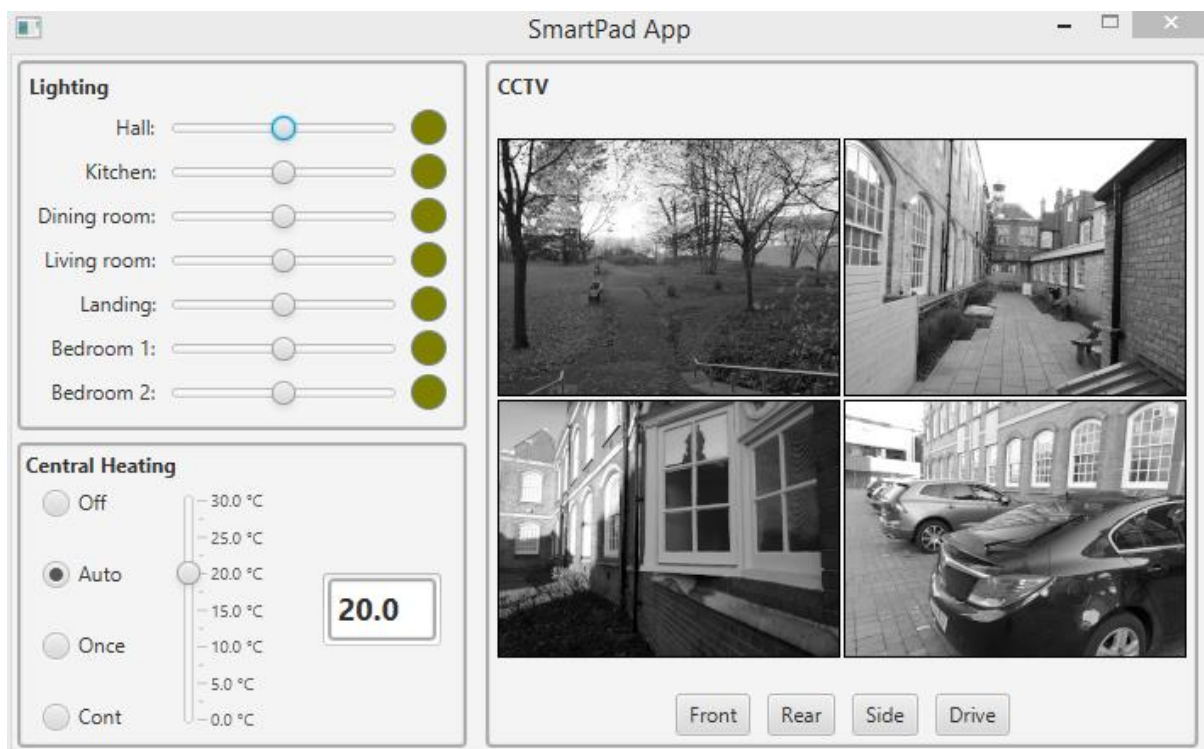 SmartPad App
Lighting
Hall:
Kitchen:
Dining room:
Living room:
Landing:
Bedroom 1:
Bedroom 2:
Central Heating
Off
Auto
Once
Cont
30.0 °C
25.0 °C
20.0 °C
15.0 °C
10.0 °C
5.0 °C
0.0 °C
20.0
CCTV
Front Rear Side Drive